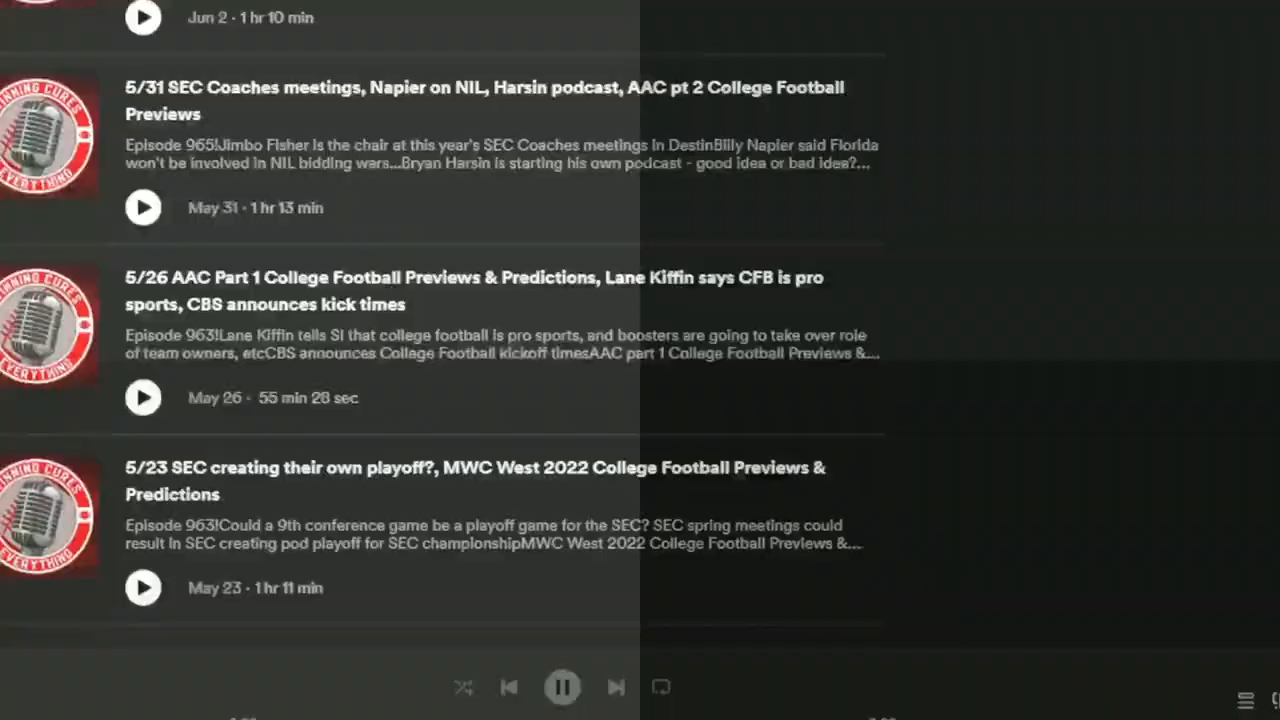 Jun 2 · 1 hr 10 min
5/31 SEC Coaches meetings, Napier on NIL, Harsin podcast, AAC pt 2 College Football
Previews
Episode 965!Jimbo Fisher is the chair at this year's SEC Coaches meetings in DestinBilly Napier said Florida
won't be involved in NIL bidding wars...Bryan Harsin is starting his own podcast - good idea or bad idea?...
WINNING CURES
EVERYTHING
May 31 · 1 hr 13 min
5/26 AAC Part 1 College Football Previews & Predictions, Lane Kiffin says CFB is pro
sports, CBS announces kick times
Episode 963!Lane Kiffin tells SI that college football is pro sports, and boosters are going to take over role
of team owners, etcCBS announces College Football kickoff timesAAC part 1 College Football Previews &...
WINNING CURES
EVERYTHING
May 26 · 55 min 28 sec
5/23 SEC creating their own playoff?, MWC West 2022 College Football Previews &
Predictions
Episode 963!Could a 9th conference game be a playoff game for the SEC? SEC spring meetings could
result in SEC creating pod playoff for SEC championshipMWC West 2022 College Football Previews &...
WINNING CURES
EVERYTHING
May 23 · 1 hr 11 min